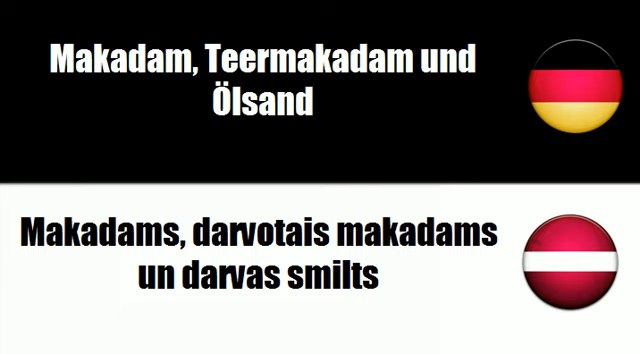 Makadam, Teermakadam und
Ölsand
Makadams, darvotais makadams
un darvas smilts